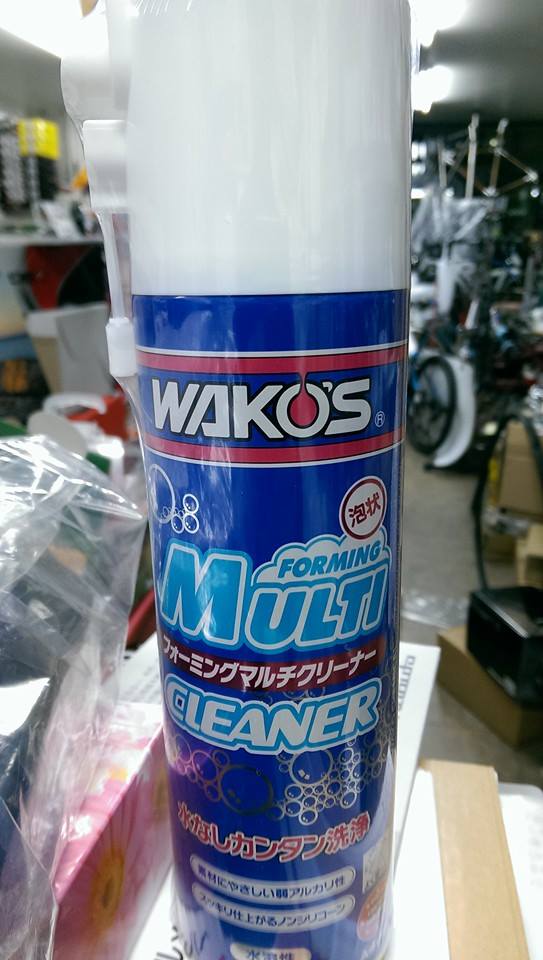 WAKO'S®
泡状
FORMING
MULTI
フォーミングマルチクリーナー
CLEANER
水なしカンタン洗浄
素材にやさしい弱アルカリ性
スッキリ仕上がるノンシリコーン
水溶性